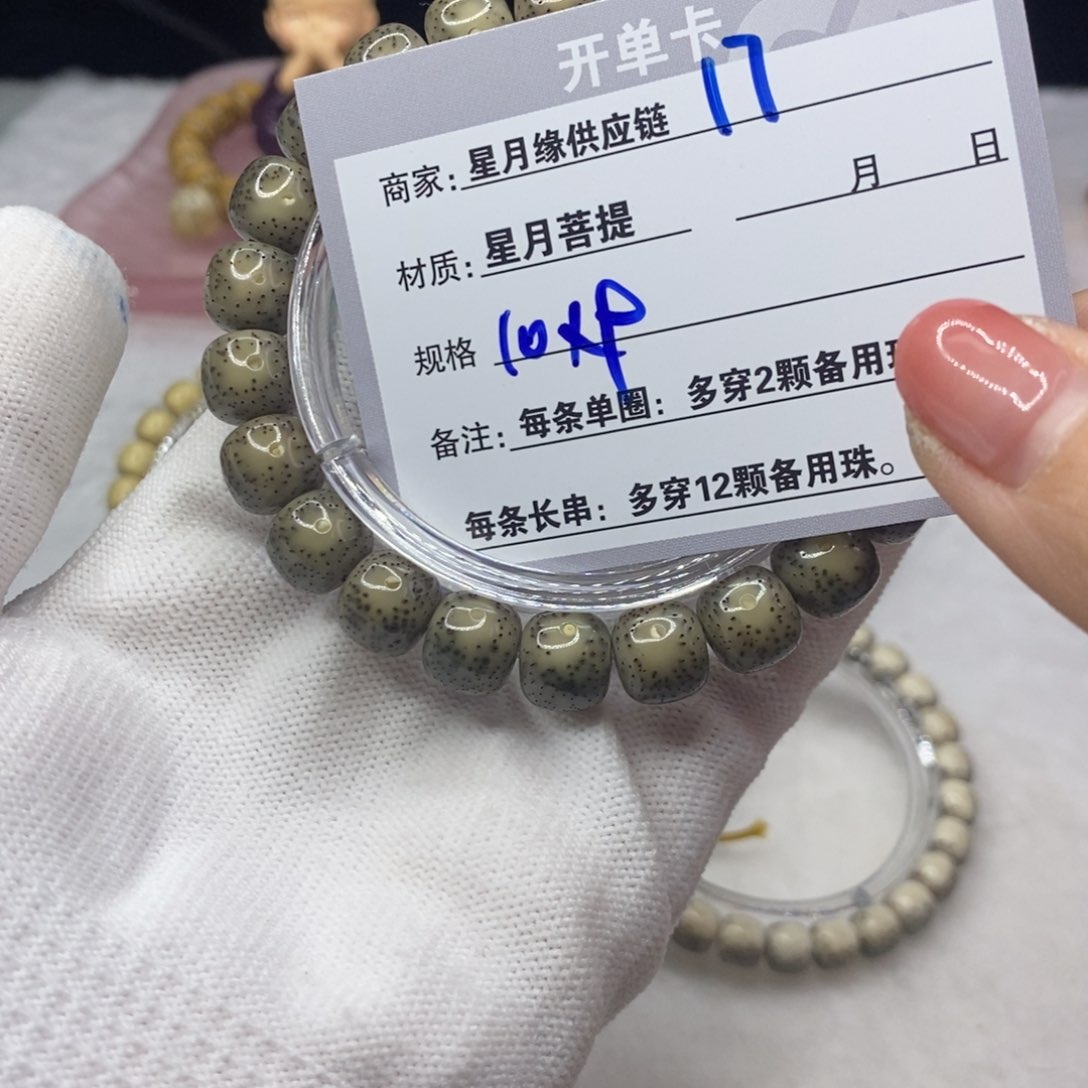 开单卡
17
商家：星月缘供应链
月 日
材质：星月菩提
规格
备注：每条单圈：多穿2颗备用
每条长串：多穿12颗备用珠。